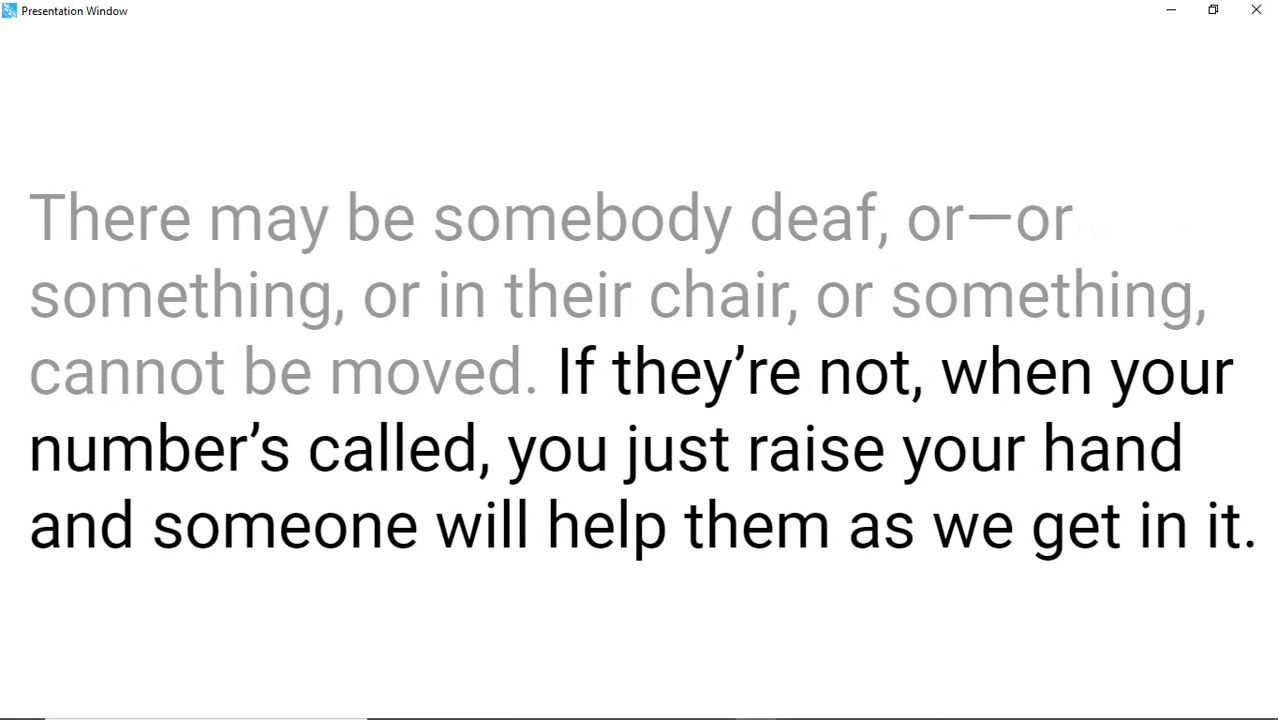 Presentation Window
There may be somebody deaf, or—or
something, or in their chair, or something,
cannot be moved. If they’re not, when your
number’s called, you just raise your hand
and someone will help them as we get in it.